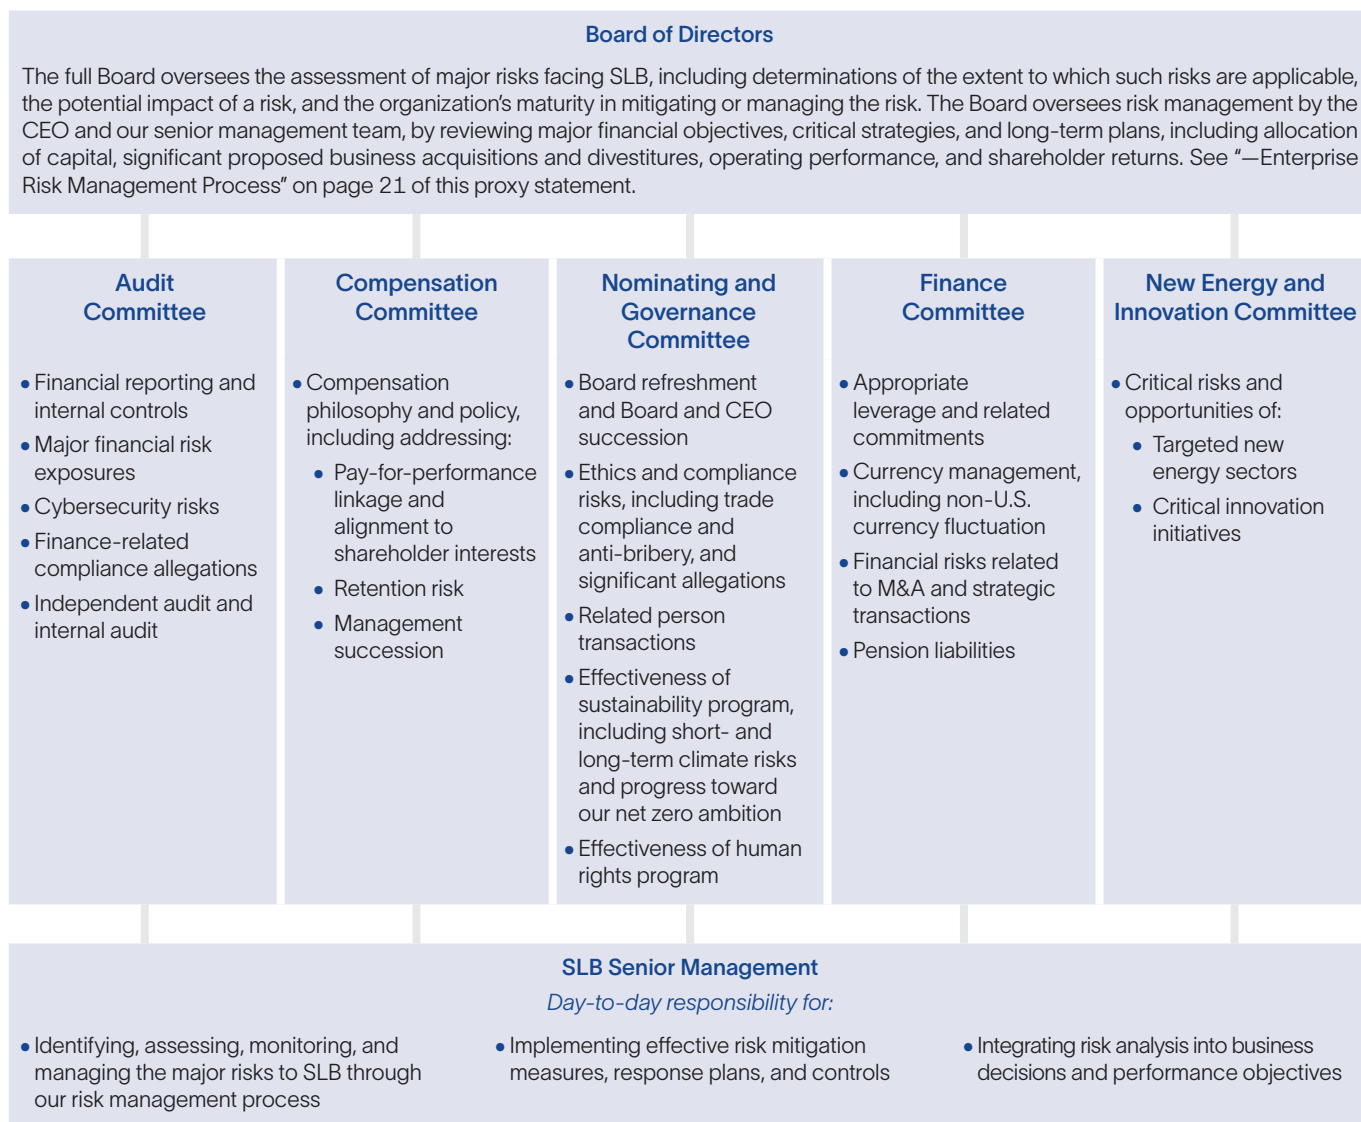 Board of Directors
The full Board oversees the assessment of major risks facing SLB, including determinations of the extent to which such risks are applicable,
the potential impact of a risk, and the organization’s maturity in mitigating or managing the risk. The Board oversees risk management by the
CEO and our senior management team, by reviewing major financial objectives, critical strategies, and long-term plans, including allocation
of capital, significant proposed business acquisitions and divestitures, operating performance, and shareholder returns. See “—Enterprise
Risk Management Process” on page 21 of this proxy statement.
Audit
Committee
• Financial reporting and
internal controls
• Major financial risk
exposures
• Cybersecurity risks
• Finance-related
compliance allegations
• Independent audit and
internal audit
Compensation
Committee
• Compensation
philosophy and policy,
including addressing:
• Pay-for-performance
linkage and
alignment to
shareholder interests
• Retention risk
• Management
succession
Nominating and
Governance
Committee
• Board refreshment
and Board and CEO
succession
• Ethics and compliance
risks, including trade
compliance and
anti-bribery, and
significant allegations
• Related person
transactions
• Effectiveness of
sustainability program,
including short- and
long-term climate risks
and progress toward
our net zero ambition
• Effectiveness of human
rights program
Finance
Committee
• Appropriate
leverage and related
commitments
• Currency management,
including non-U.S.
currency fluctuation
• Financial risks related
to M&A and strategic
transactions
• Pension liabilities
New Energy and
Innovation Committee
• Critical risks and
opportunities of:
• Targeted new
energy sectors
• Critical innovation
initiatives
SLB Senior Management
Day-to-day responsibility for:
• Identifying, assessing, monitoring, and
managing the major risks to SLB through
our risk management process
• Implementing effective risk mitigation
measures, response plans, and controls
• Integrating risk analysis into business
decisions and performance objectives